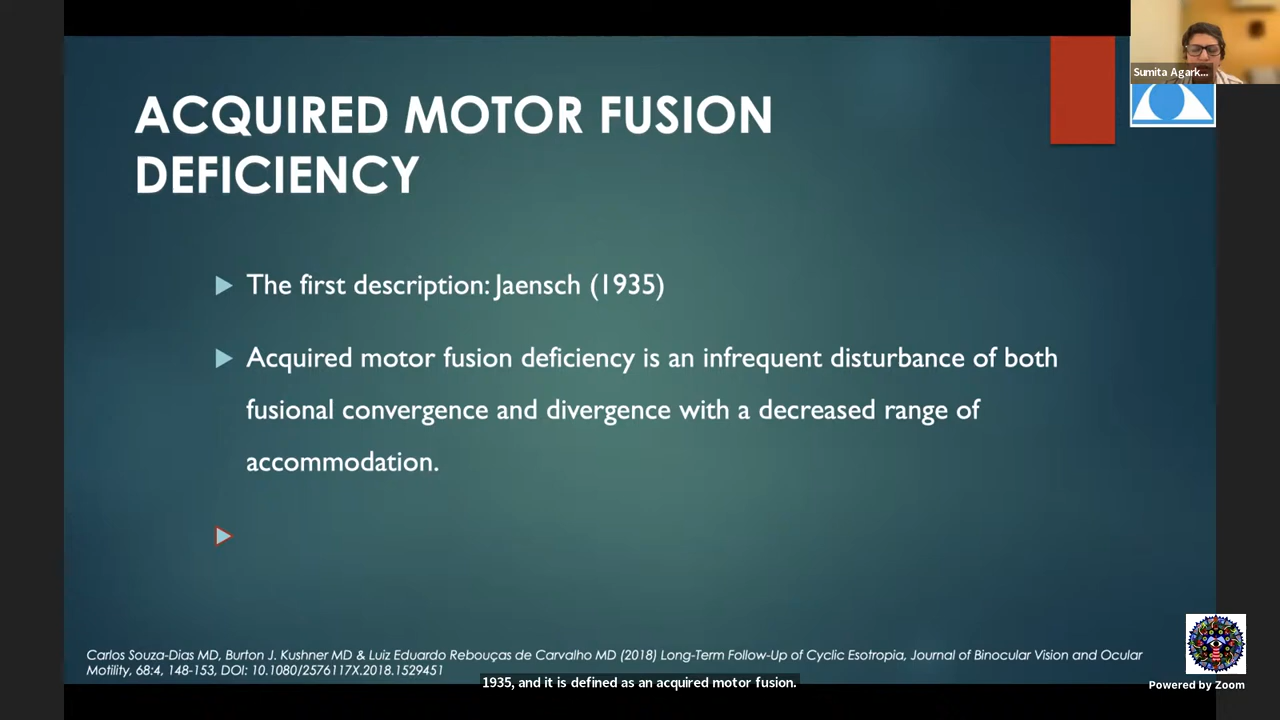 Sumita Agark...
ACQUIRED MOTOR FUSION
DEFICIENCY
The first description: Jaensch (1935)
Acquired motor fusion deficiency is an infrequent disturbance of both
fusional convergence and divergence with a decreased range of
accommodation.
Carlos Souza-Dias MD, Burton J. Kushner MD & Luiz Eduardo Rebouças de Carvalho MD (2018) Long-Term Follow-Up of Cyclic Esotropia, Journal of Binocular Vision and Ocular
Motility, 68:4, 148-153, DOI: 10.1080/2576117X.2018.1529451
1935, and it is defined as an acquired motor fusion.
Powered by Zoom